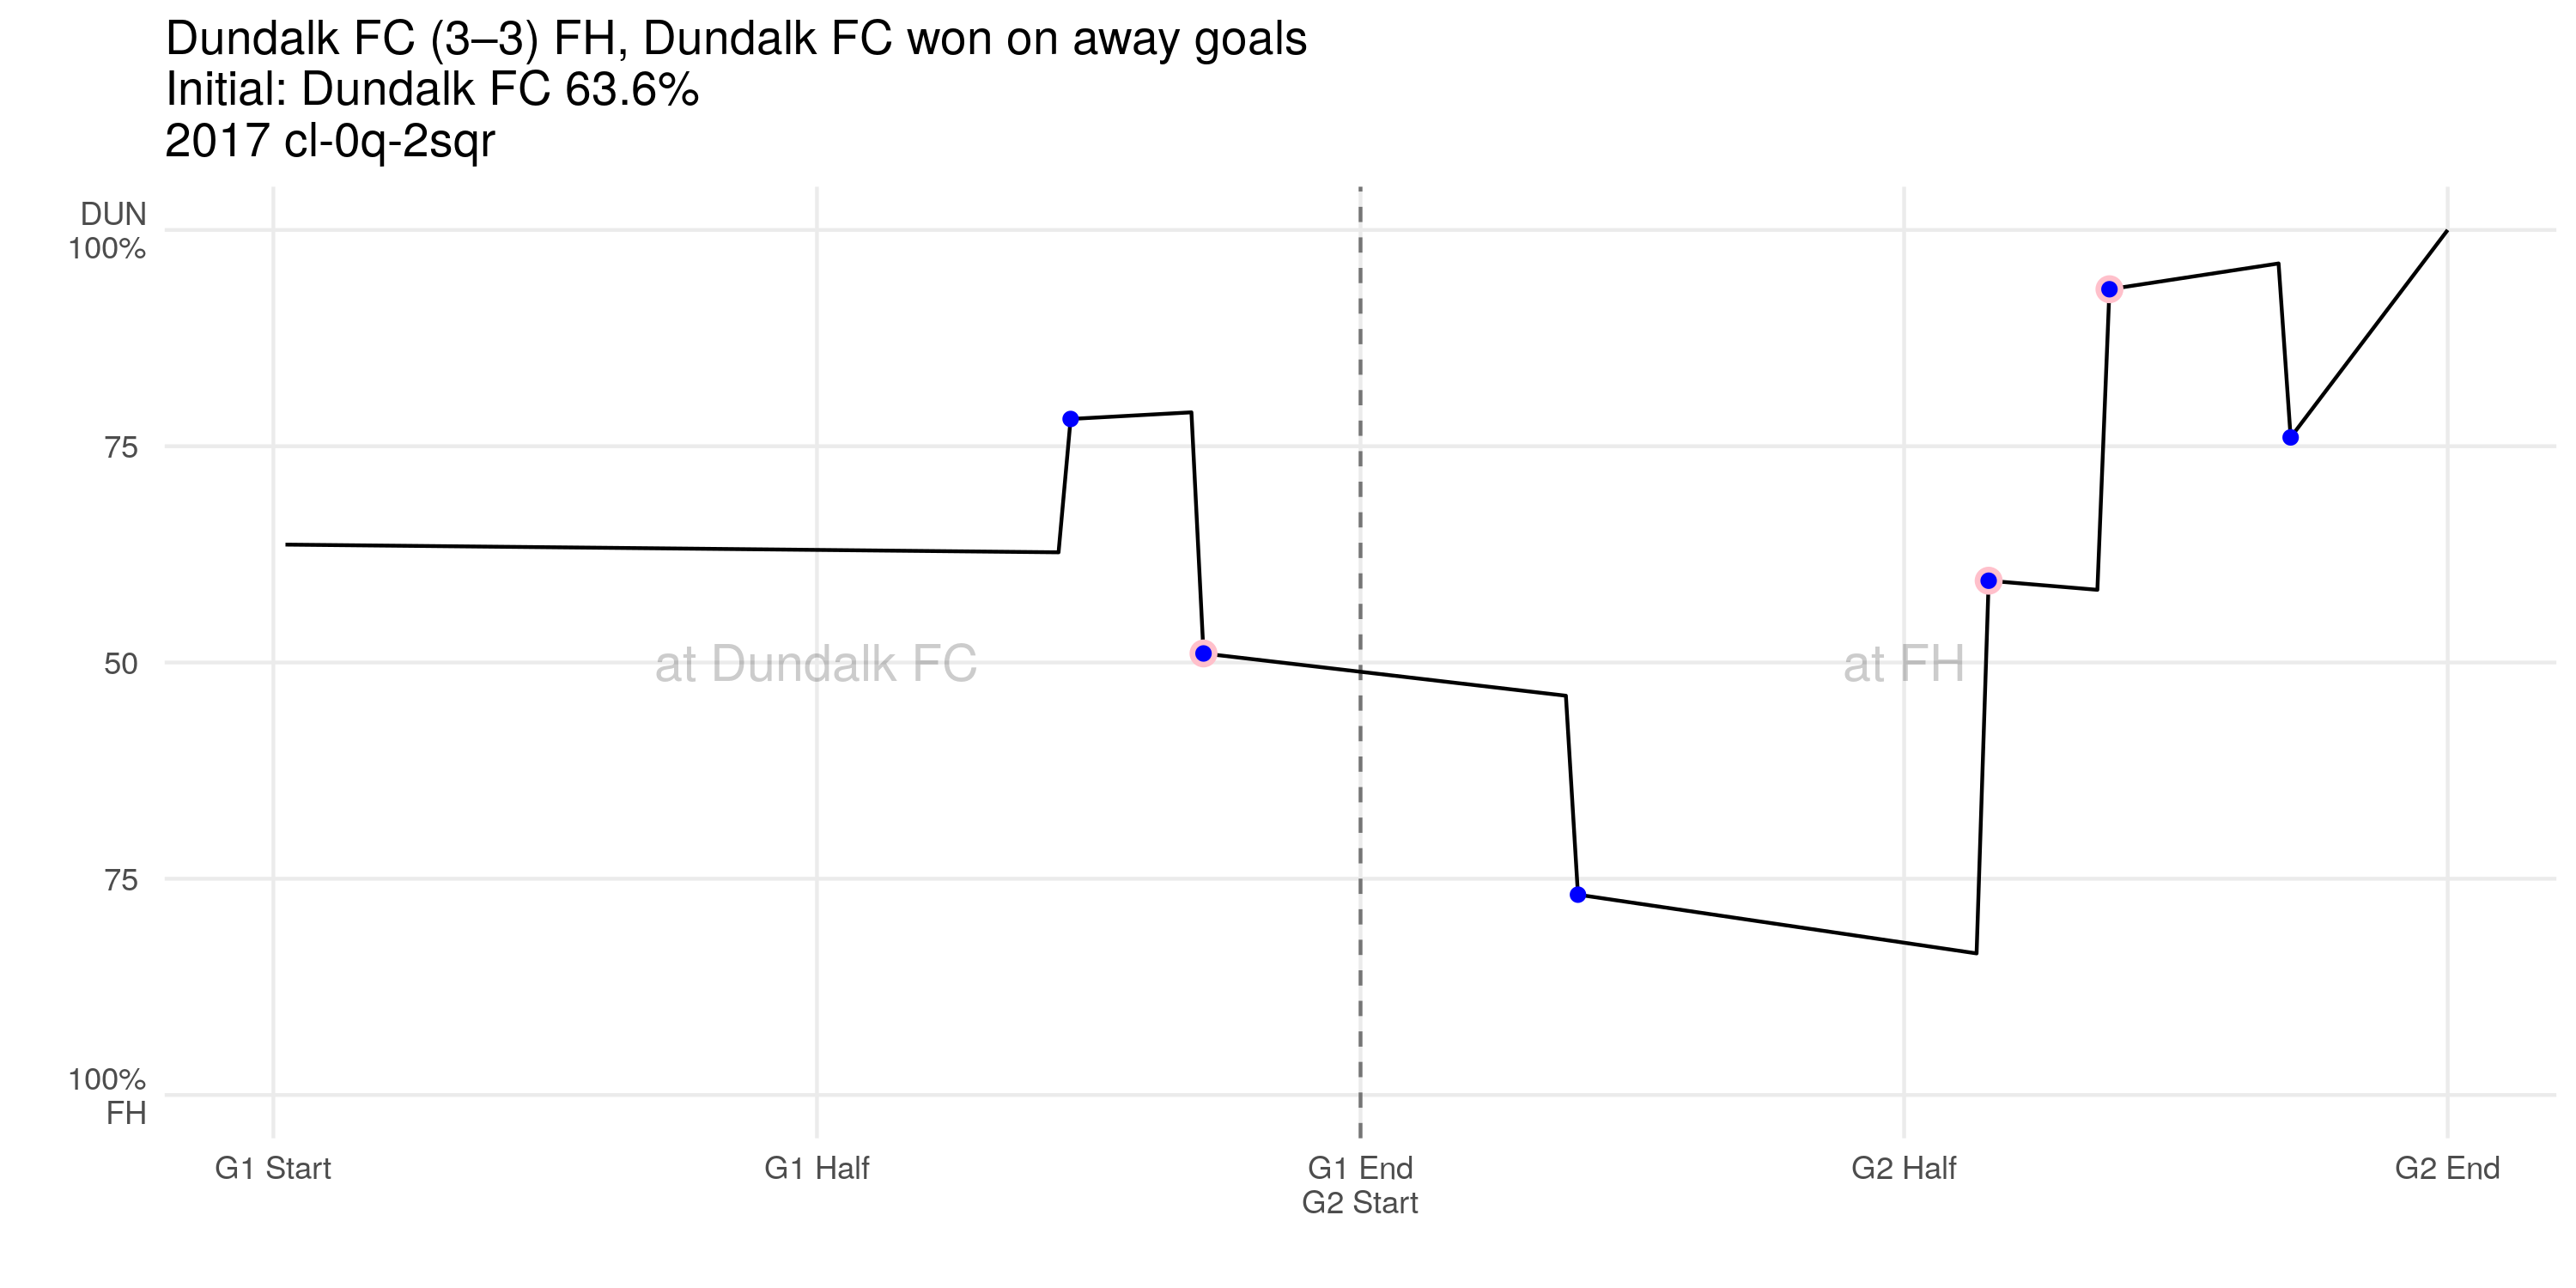 Dundalk FC (3–3) FH, Dundalk FC won on away goals
Initial: Dundalk FC 63.6%
2017 cl-0q-2sqr
DUN
100%
75
50
75
100%
FH
at Dundalk FC
at FH
G1 Start
G1 Half
G1 End
G2 Start
G2 Half
G2 End